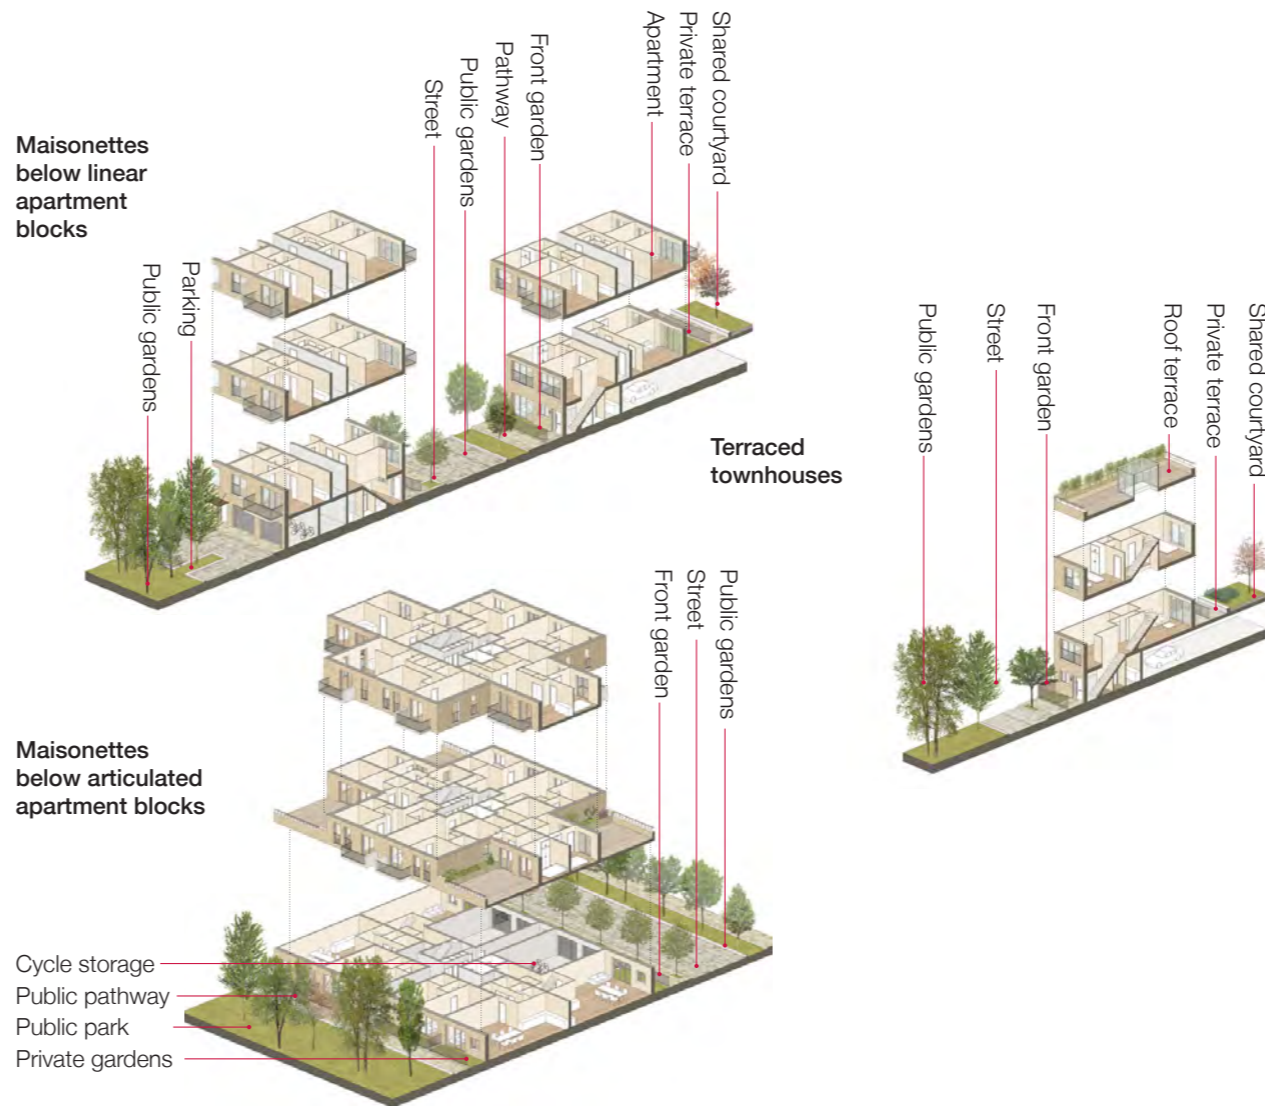 Maisonettes
below linear
apartment
blocks
Public gardens
Parking
Street
Public gardens
Pathway
Front garden
Apartment
Private terrace
Shared courtyard
Terraced
townhouses
Public gardens
Street
Front garden
Roof terrace
Private terrace
Shared courtyard
Maisonettes
below articulated
apartment blocks
Front garden
Street
Public gardens
Cycle storage
Public pathway
Public park
Private gardens